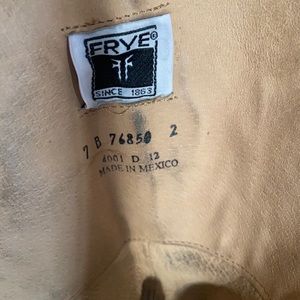 FRYE®
SINCE 1863
7 B 76850 2
4001 D 12
MADE IN MEXICO